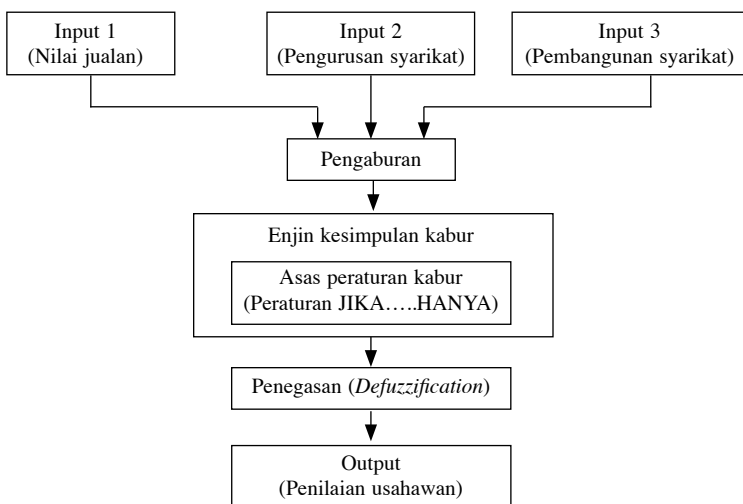 Input 1
(Nilai jualan)
Input 2
(Pengurusan syarikat)
Input 3
(Pembangunan syarikat)
Pengaburan
Enjin kesimpulan kabur
Asas peraturan kabur
(Peraturan JIKA…..HANYA)
Penegasan (Defuzzification)
Output
(Penilaian usahawan)